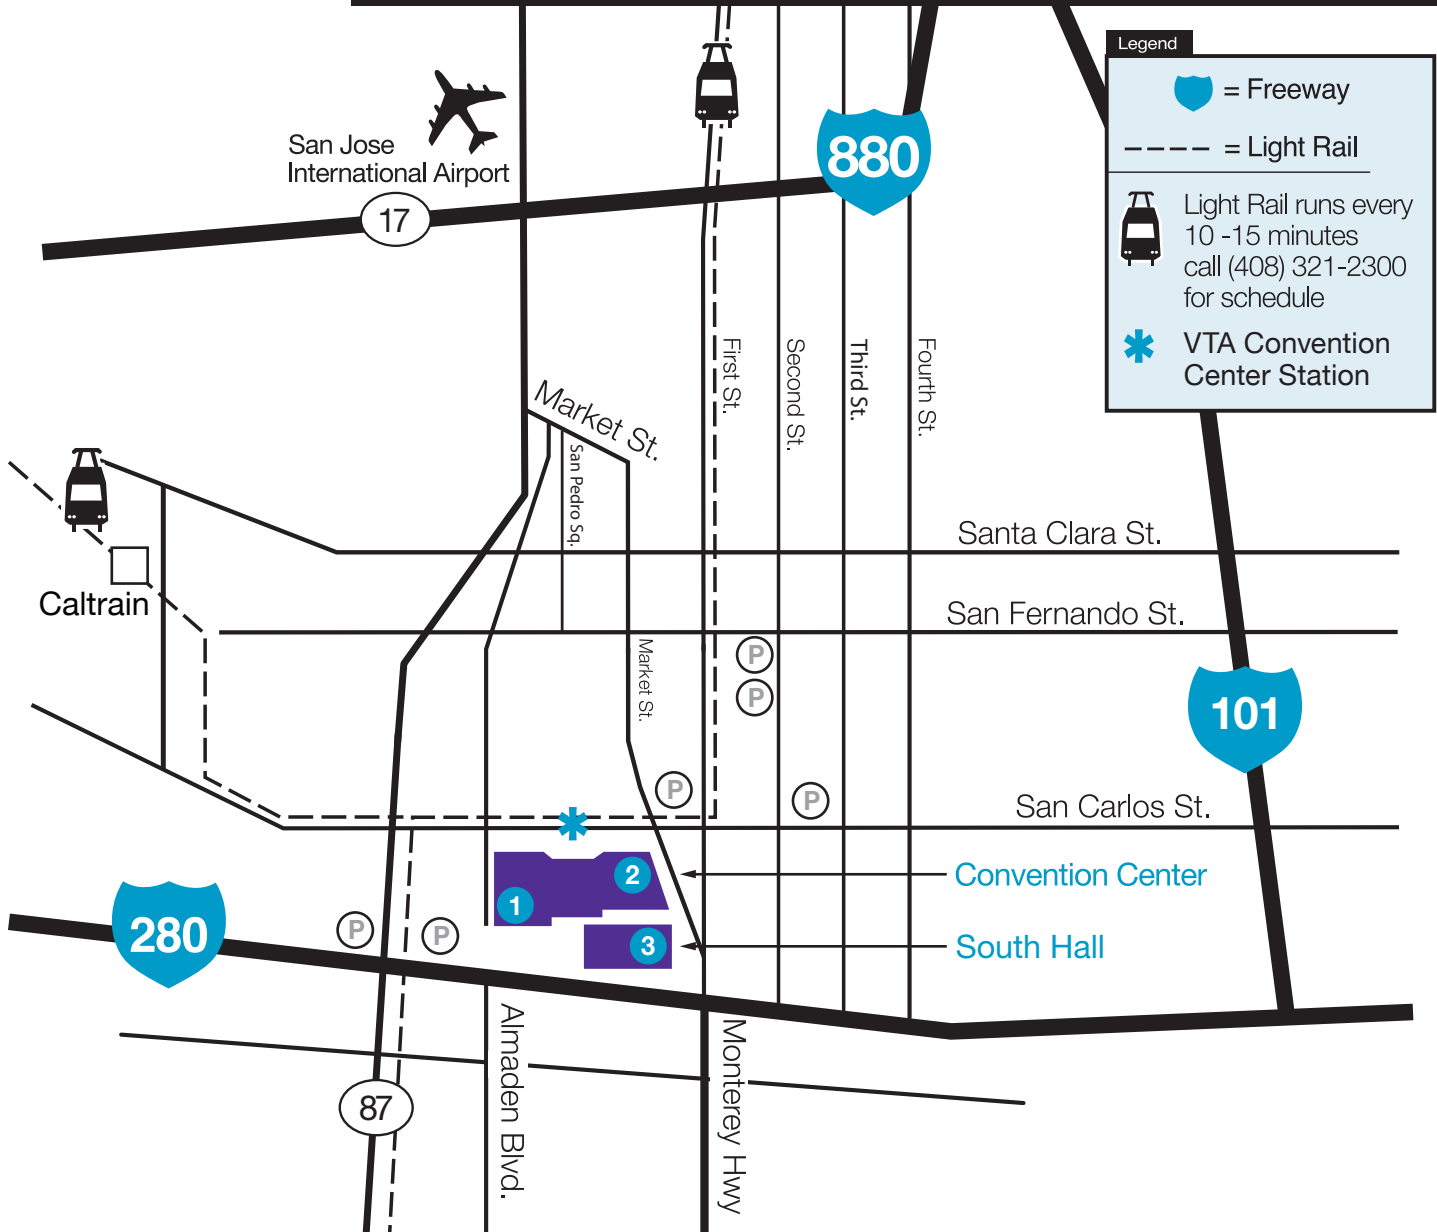 Legend
= Freeway
= Light Rail
Light Rail runs every
10 -15 minutes
call (408) 321-2300
for schedule
VTA Convention
Center Station
880
San Jose
International Airport
17
First St.
Second St.
Third St.
Fourth St.
Market St.
San Pedro Sq.
Santa Clara St.
Caltrain
San Fernando St.
Market St.
P
P
101
P
P
San Carlos St.
Convention Center
2
1
280
P
P
3
South Hall
Almaden Blvd.
Monterey Hwy
87